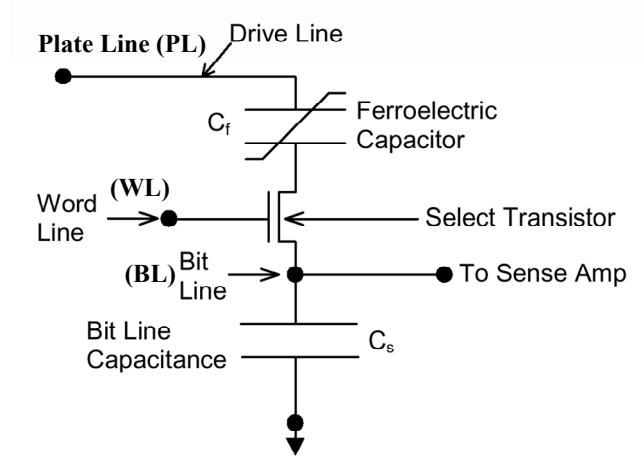 Plate Line (PL)
Drive Line
Cf
Ferroelectric
Capacitor
(WL)
Word
Line
Select Transistor
(BL)
Bit
Line
To Sense Amp
Bit Line
Capacitance
Cs